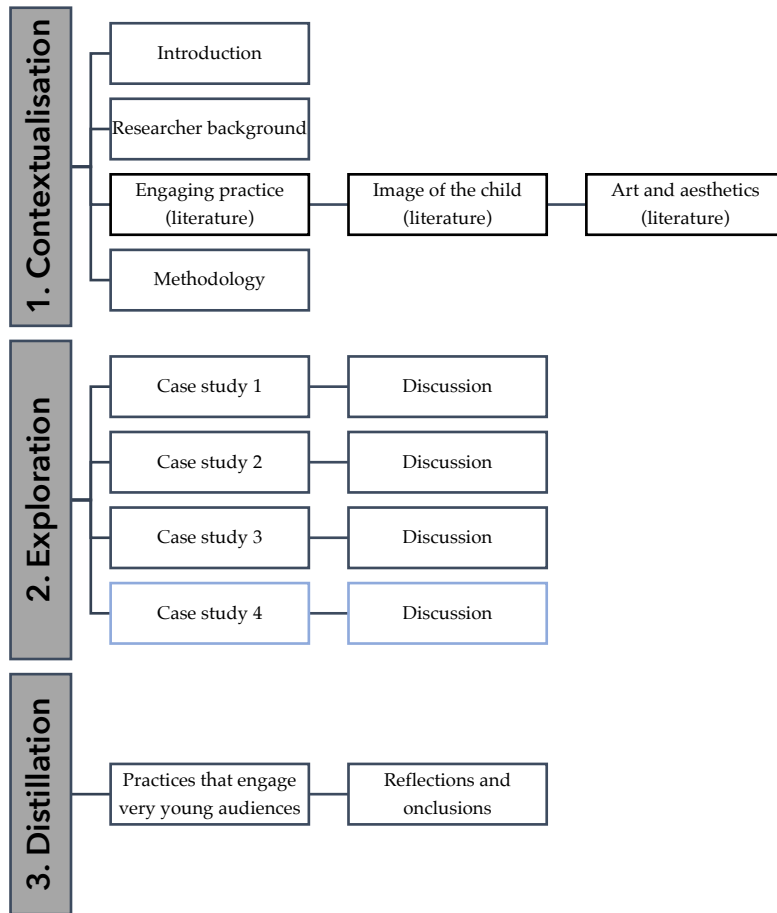 1. Contextualisation
Introduction
Researcher background
Engaging practice
(literature)
Image of the child
(literature)
Art and aesthetics
(literature)
Methodology
2. Exploration
Case study 1
Discussion
Case study 2
Discussion
Case study 3
Discussion
Case study 4
Discussion
3. Distillation
Practices that engage
very young audiences
Reflections and
onclusions